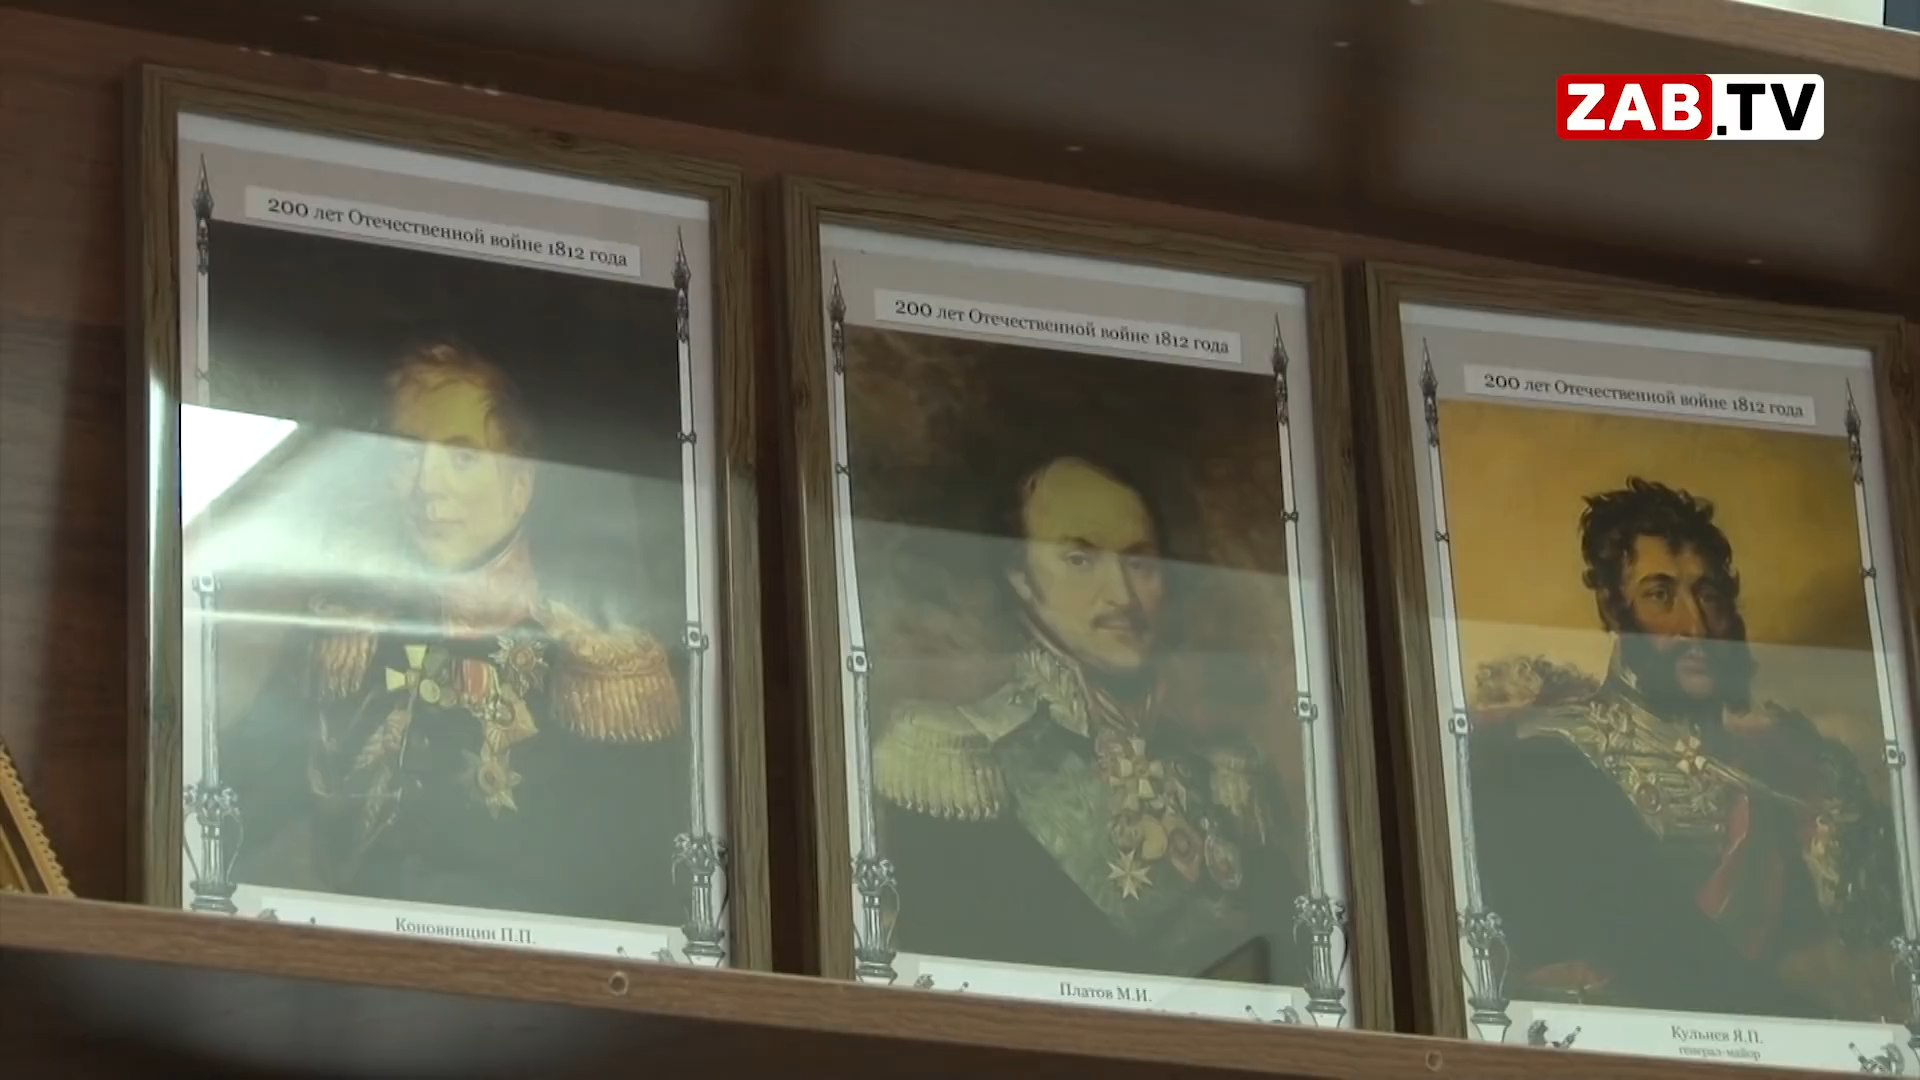 ZAB.TV
200 лет Отечественной войне 1812 года
200 лет Отечественной войне 1812 года
200 лет Отечественной войне 1812 года
Коновницин П.П.
Платов М.И.
Кульнев Я.П.
генерал-майор